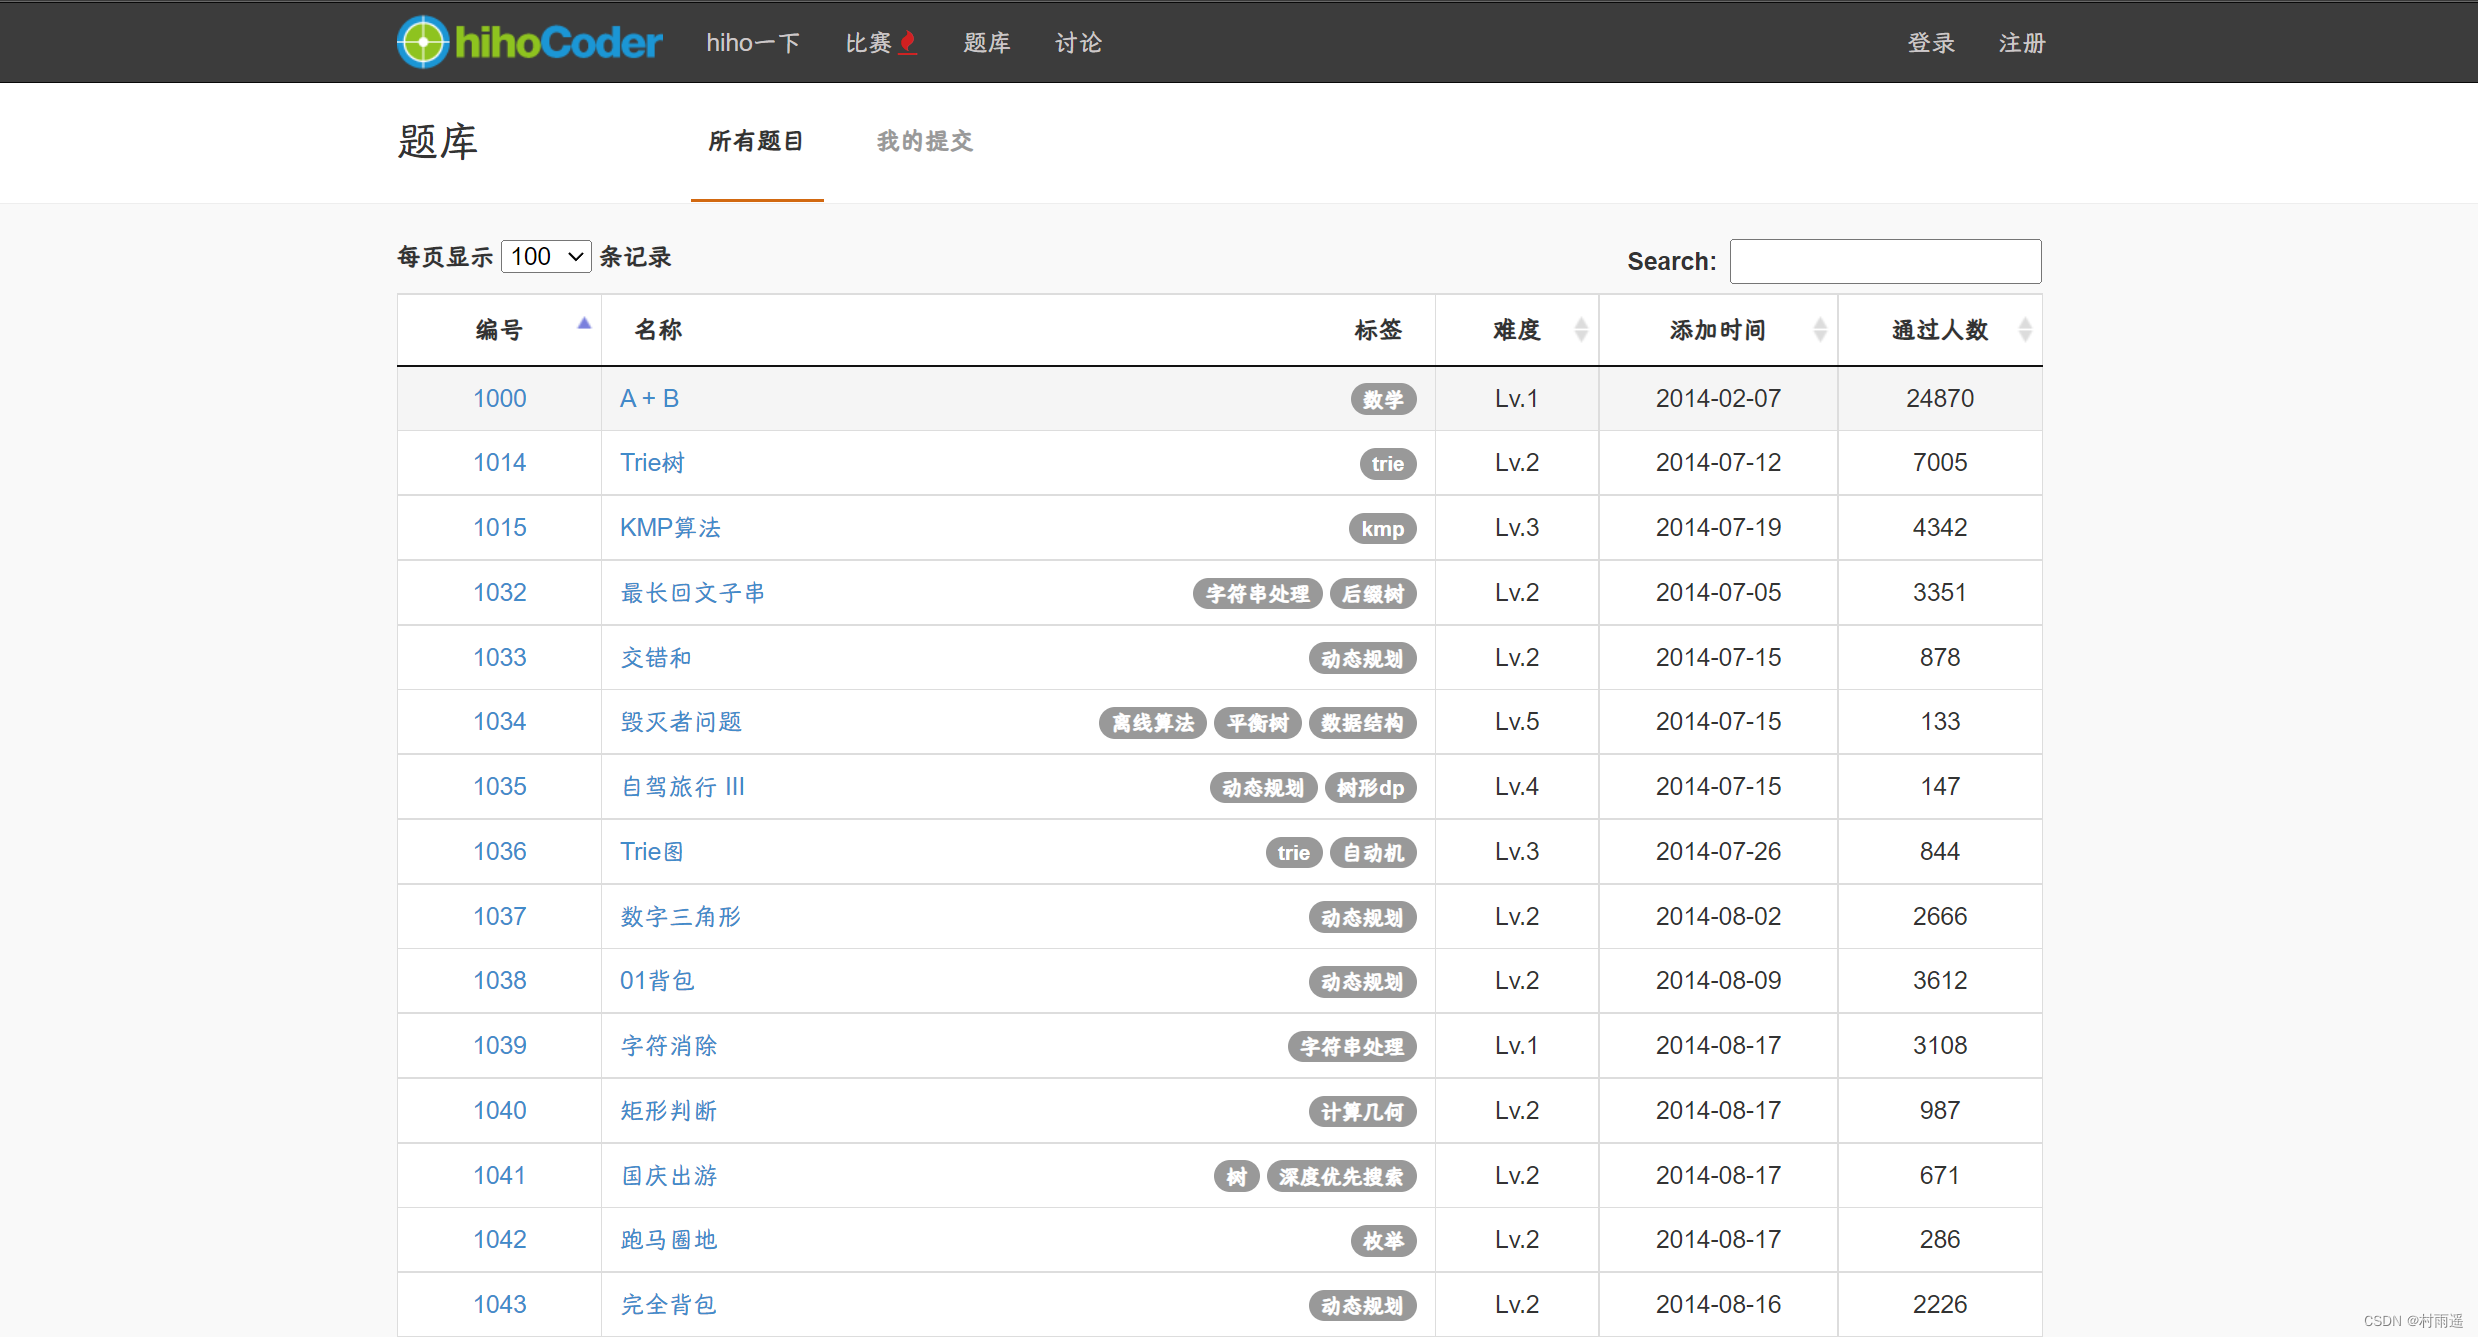 hihoCoder hiho一下 比赛 题库 讨论 登录 注册
题库 所有题目 我的提交
每页显示 100 条记录 Search:
编号 名称 标签 难度 添加时间 通过人数
1000 A + B 数学 Lv.1 2014-02-07 24870
1014 Trie树 trie Lv.2 2014-07-12 7005
1015 KMP算法 kmp Lv.3 2014-07-19 4342
1032 最长回文子串 字符串处理 后缀树 Lv.2 2014-07-05 3351
1033 交错和 动态规划 Lv.2 2014-07-15 878
1034 毁灭者问题 离线算法 平衡树 数据结构 Lv.5 2014-07-15 133
1035 自驾旅行 III 动态规划 树形dp Lv.4 2014-07-15 147
1036 Trie图 trie 自动机 Lv.3 2014-07-26 844
1037 数字三角形 动态规划 Lv.2 2014-08-02 2666
1038 01背包 动态规划 Lv.2 2014-08-09 3612
1039 字符消除 字符串处理 Lv.1 2014-08-17 3108
1040 矩形判断 计算几何 Lv.2 2014-08-17 987
1041 国庆出游 树 深度优先搜索 Lv.2 2014-08-17 671
1042 跑马圈地 枚举 Lv.2 2014-08-17 286
1043 完全背包 动态规划 Lv.2 2014-08-16 2226
CSDN @村雨遥